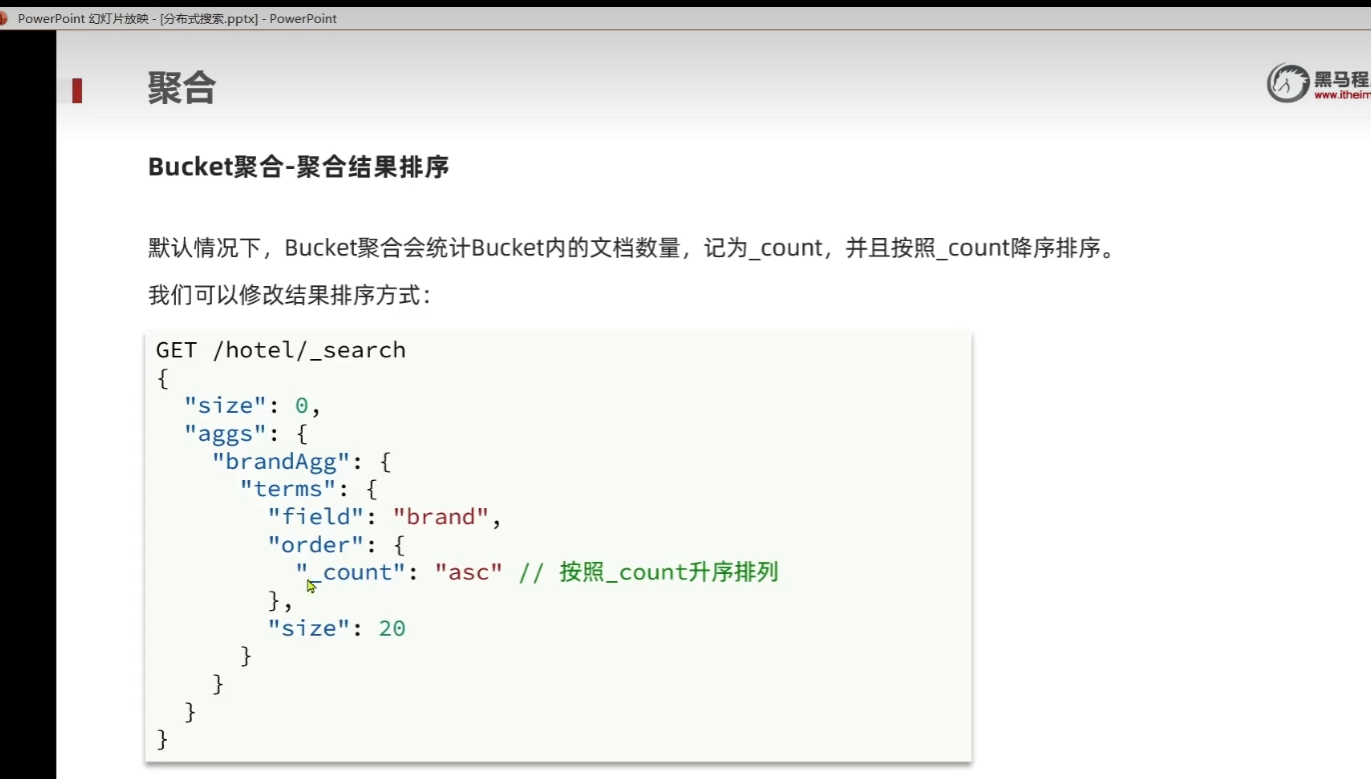 PowerPoint 幻灯片放映 - [分布式搜索.pptx] - PowerPoint
聚合
黑马程
www.itheim
Bucket聚合-聚合结果排序
默认情况下，Bucket聚合会统计Bucket内的文档数量，记为_count，并且按照_count降序排序。
我们可以修改结果排序方式：
GET /hotel/_search
{
  "size": 0,
  "aggs": {
    "brandAgg": {
      "terms": {
        "field": "brand",
        "order": {
          "_count": "asc" // 按照_count升序排列
        },
        "size": 20
      }
    }
  }
}